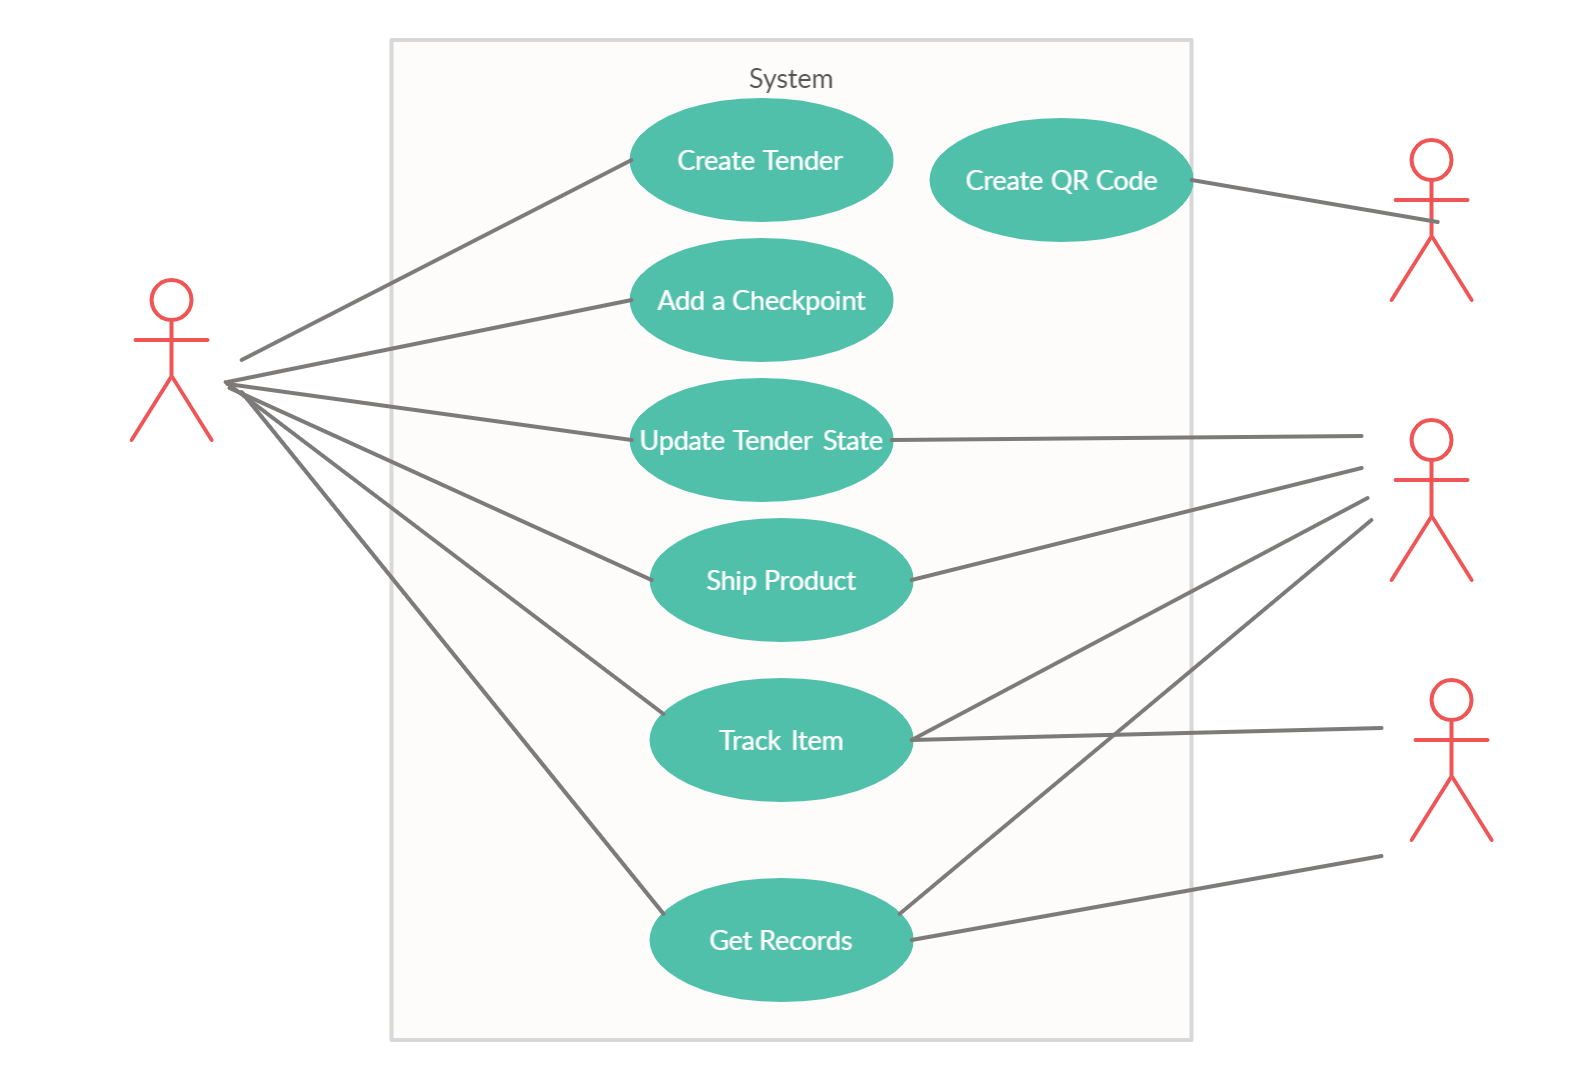 System
Create Tender
Create QR Code
Add a Checkpoint
Update Tender State
Ship Product
Track Item
Get Records